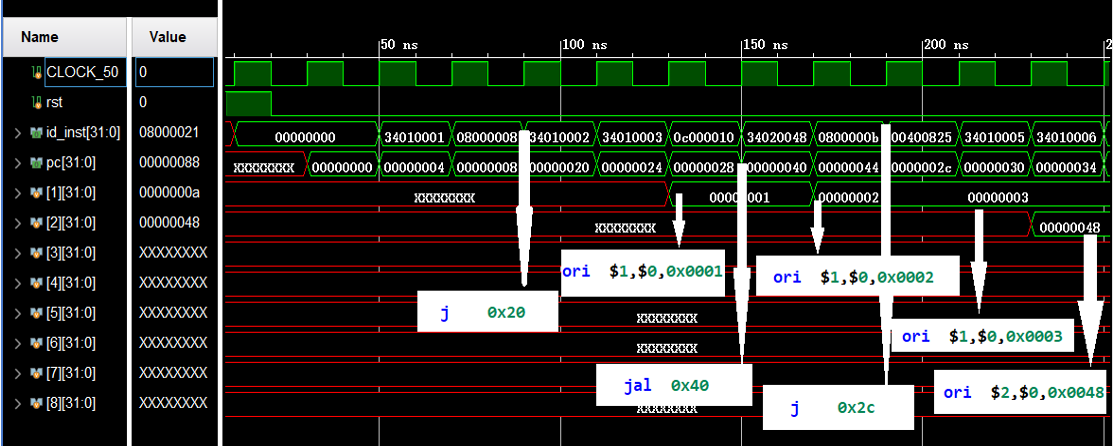 Name Value
50 ns 100 ns 150 ns 200 ns 2
CLOCK_50 0
rst 0
id_inst[31:0] 08000021 00000000 34010001 08000008 34010002 34010003 0c000010 34020048 0800000b 00400825 34010005 34010006
pc[31:0] 00000088 XXXXXXXX 00000000 00000004 00000008 00000020 00000024 00000028 00000040 00000044 0000002c 00000030 00000034
[1][31:0] 0000000a XXXXXXXX 00000001 00000002 00000003
[2][31:0] 00000048 XXXXXXXX 00000048
[3][31:0] XXXXXXXX
[4][31:0] XXXXXXXX
[5][31:0] XXXXXXXX XXXXXXXX
[6][31:0] XXXXXXXX XXXXXXXX
[7][31:0] XXXXXXXX
[8][31:0] XXXXXXXX XXXXXXXX
ori $1,$0,0x0001
ori $1,$0,0x0002
j 0x20
ori $1,$0,0x0003
jal 0x40
ori $2,$0,0x0048
j 0x2c